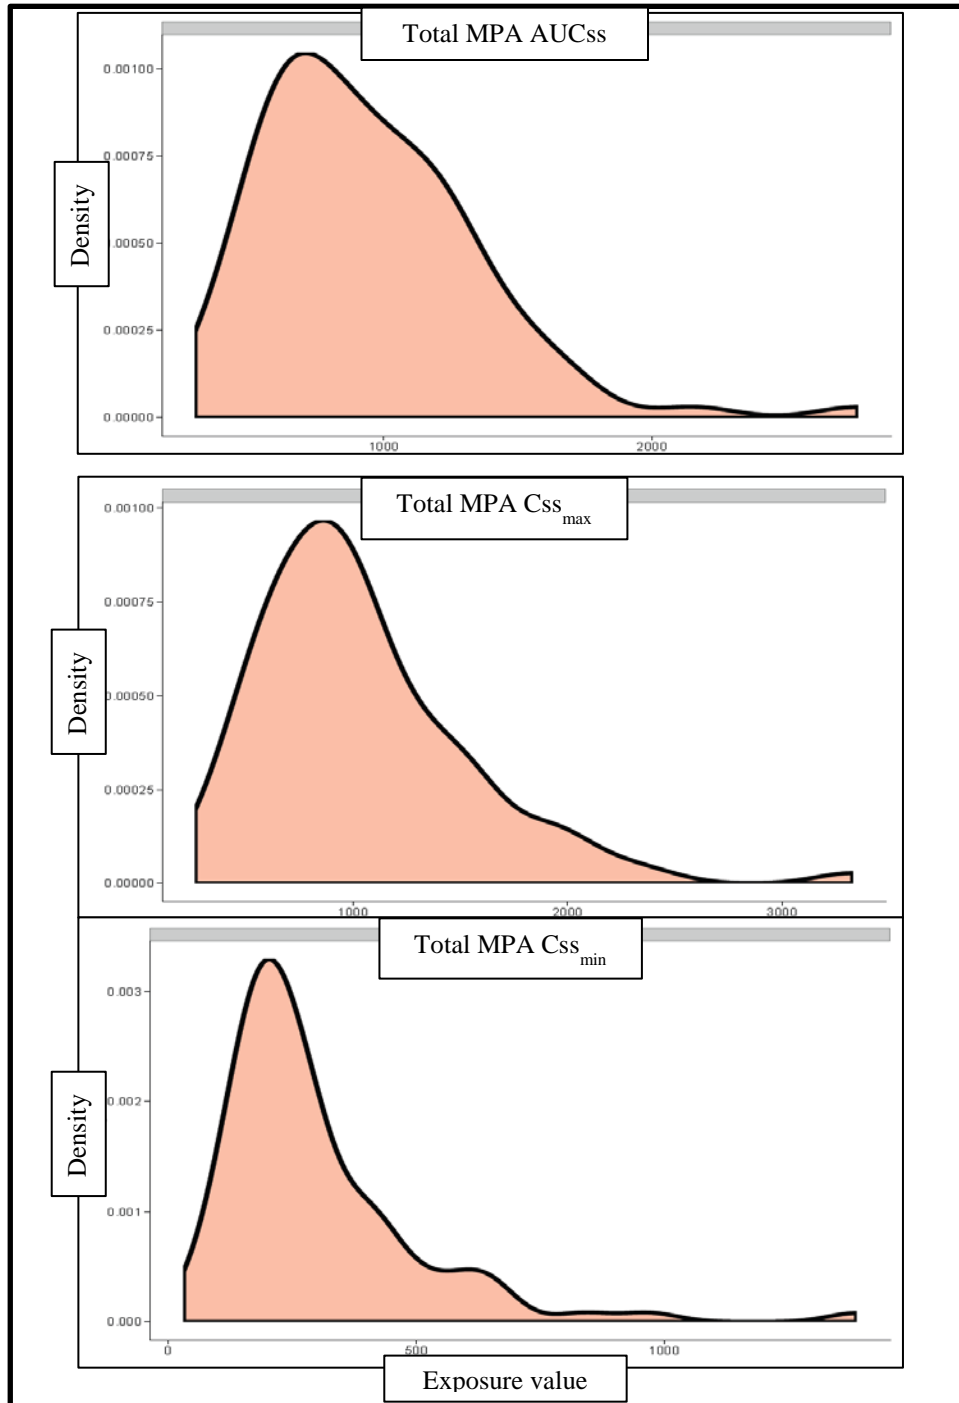 Total MPA AUCss
0.00100
0.00075
Density
.00050
0.00025
0.00000
1000 2000
Total MPA Css max
0.00100
0.00075
Density
0.00050
0.00025
0.00000
1000 2000 3000
Total MPA Css min
0.003
0.002
Density
0.001
0.000
0 500 1000
Exposure value